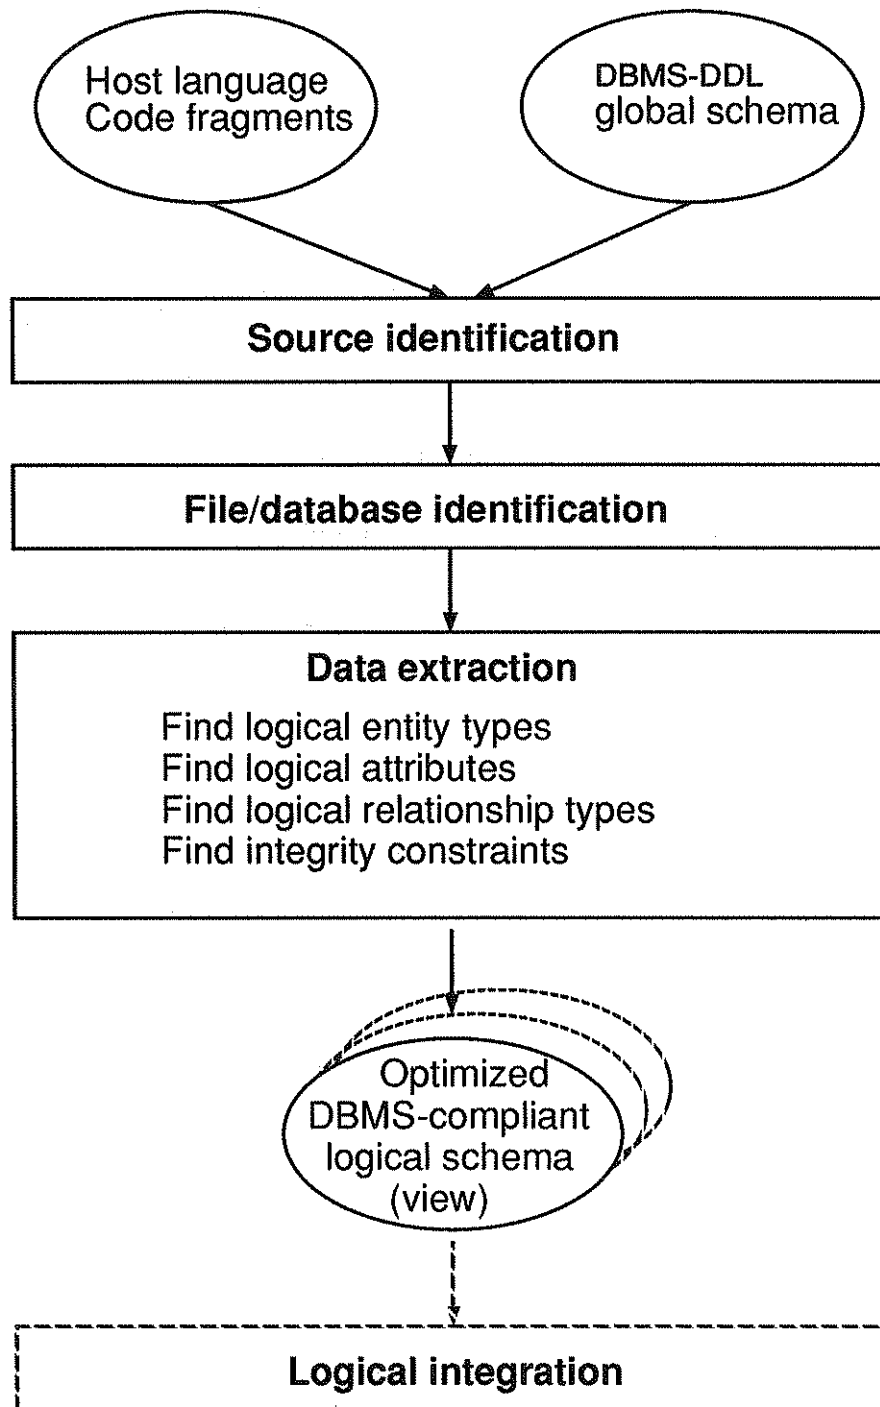 Host language
Code fragments
DBMS-DDL
global schema
Source identification
File/database identification
Data extraction
Find logical entity types
Find logical attributes
Find logical relationship types
Find integrity constraints
Optimized
DBMS-compliant
logical schema
(view)
Logical integration